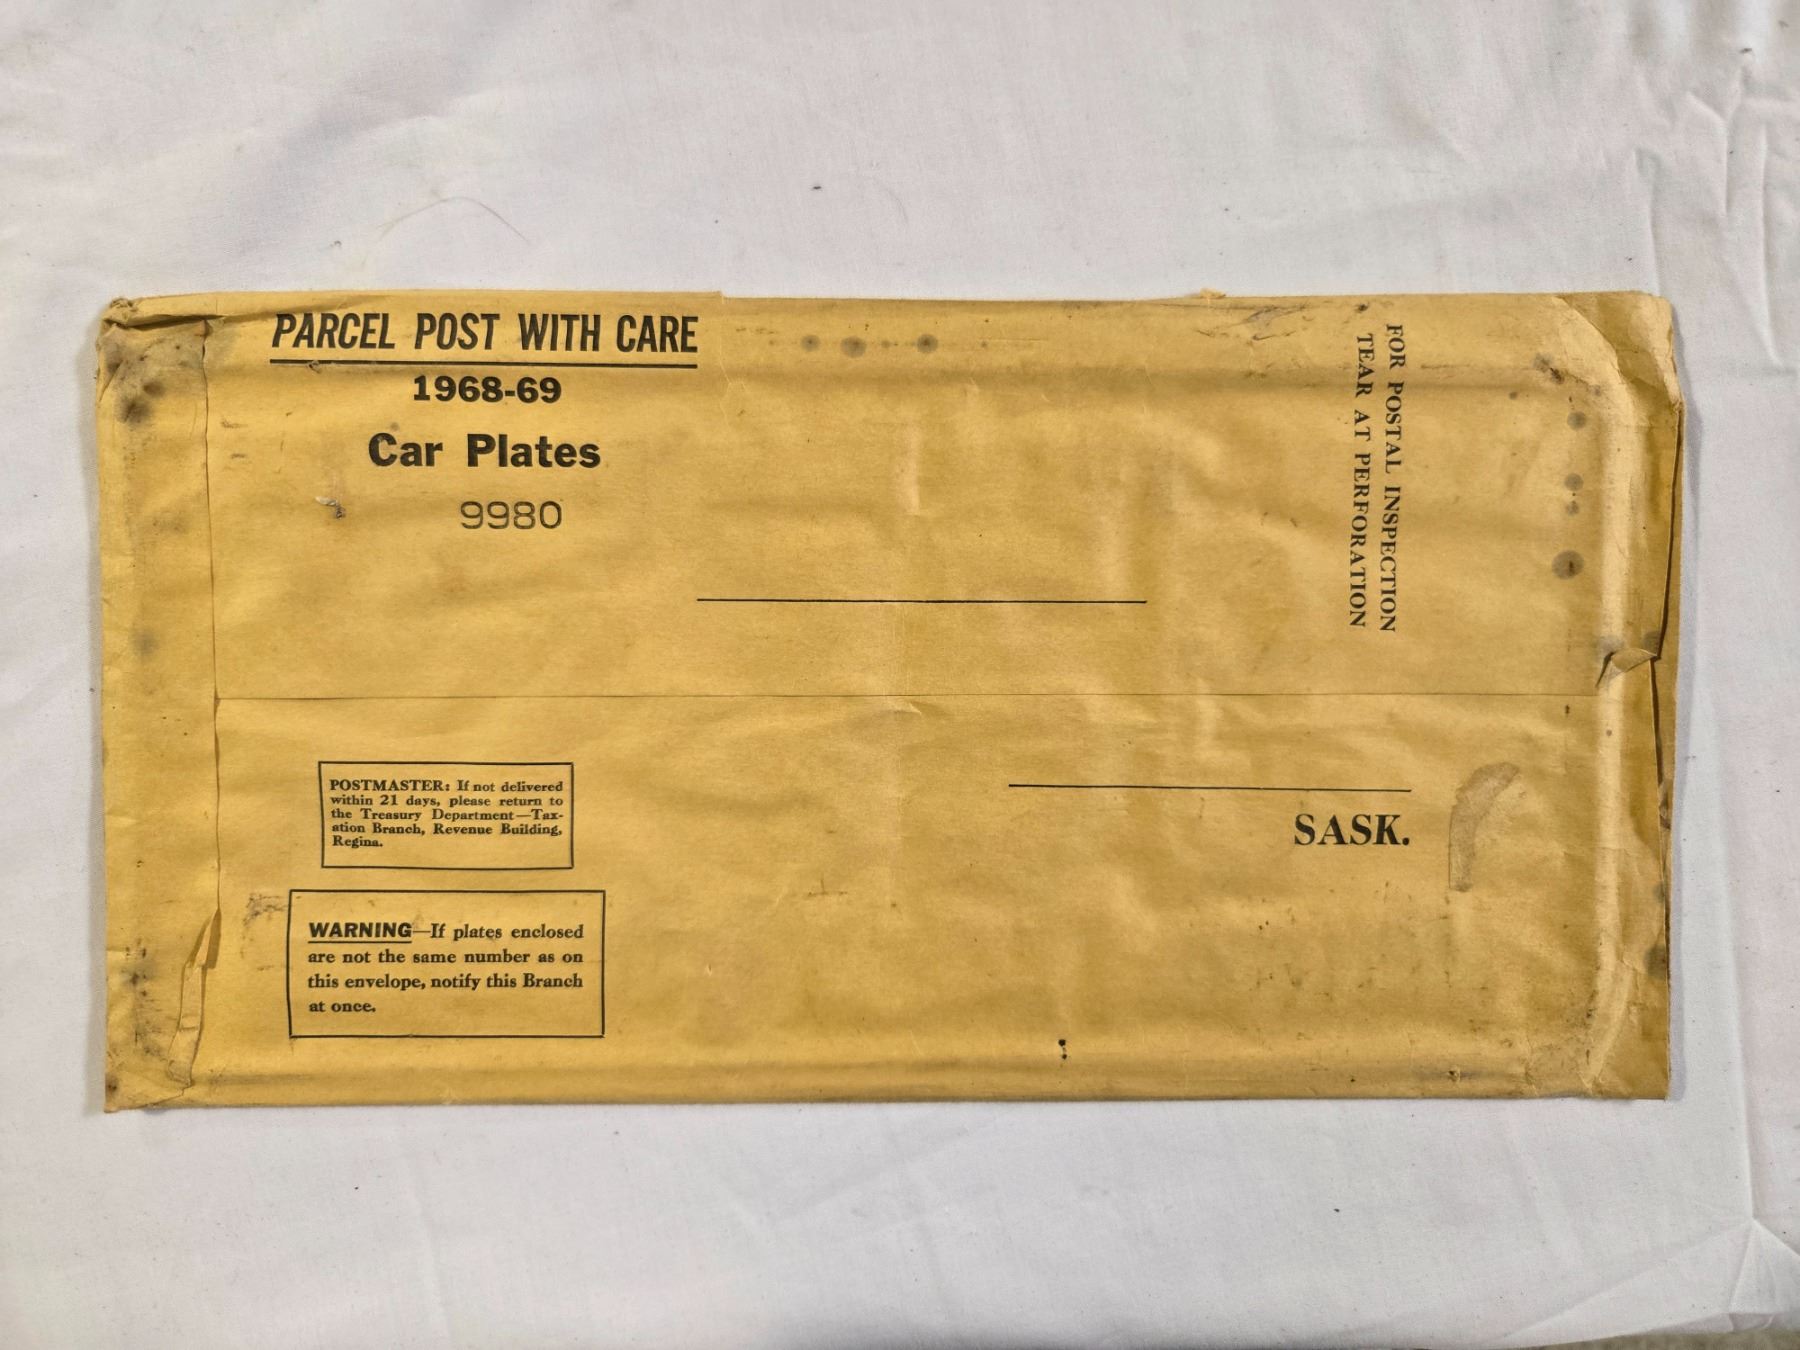 PARCEL POST WITH CARE
1968-69
Car Plates
9980
FOR POSTAL INSPECTION
TEAR AT PERFORATION
POSTMASTER: If not delivered
within 21 days, please return to
the Treasury Department—Tax-
ation Branch, Revenue Building,
Regina.
SASK.
WARNING—If plates enclosed
are not the same number as on
this envelope, notify this Branch
at once.